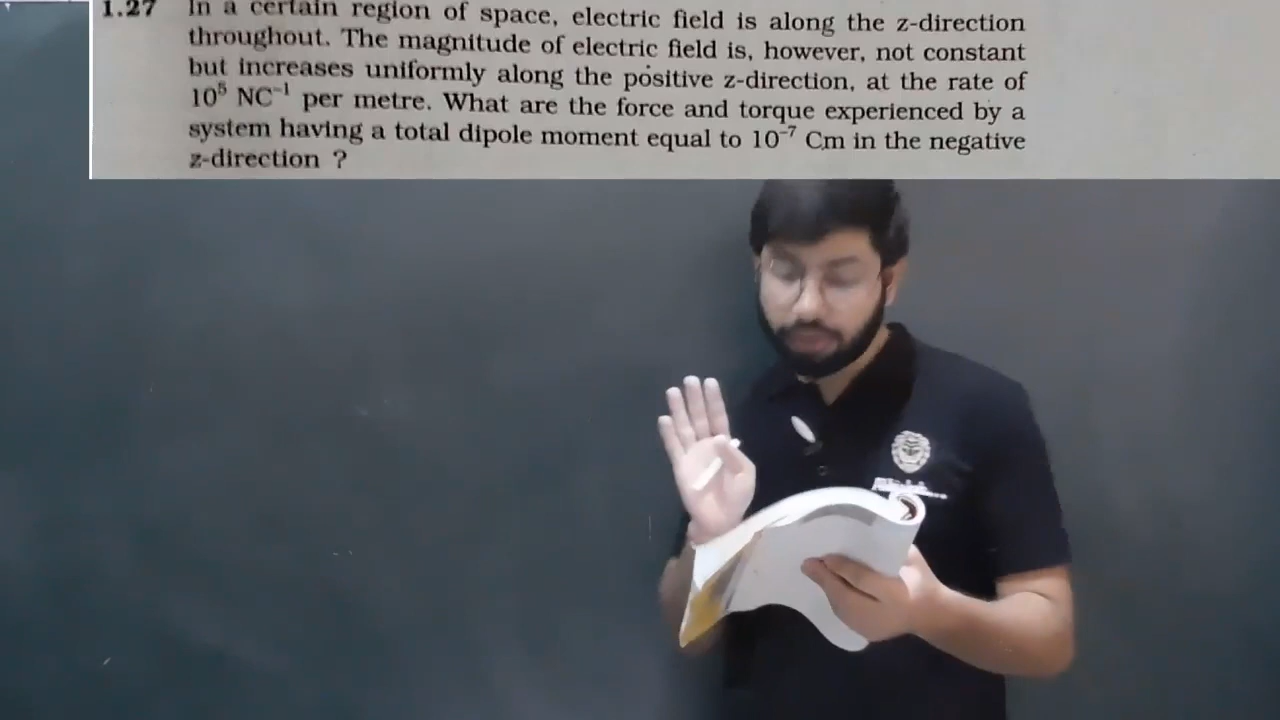 1.27 In a certain region of space, electric field is along the z-direction
throughout. The magnitude of electric field is, however, not constant
but increases uniformly along the positive z-direction, at the rate of
10⁵ NC⁻¹ per metre. What are the force and torque experienced by a
system having a total dipole moment equal to 10⁻⁷ Cm in the negative
z-direction ?